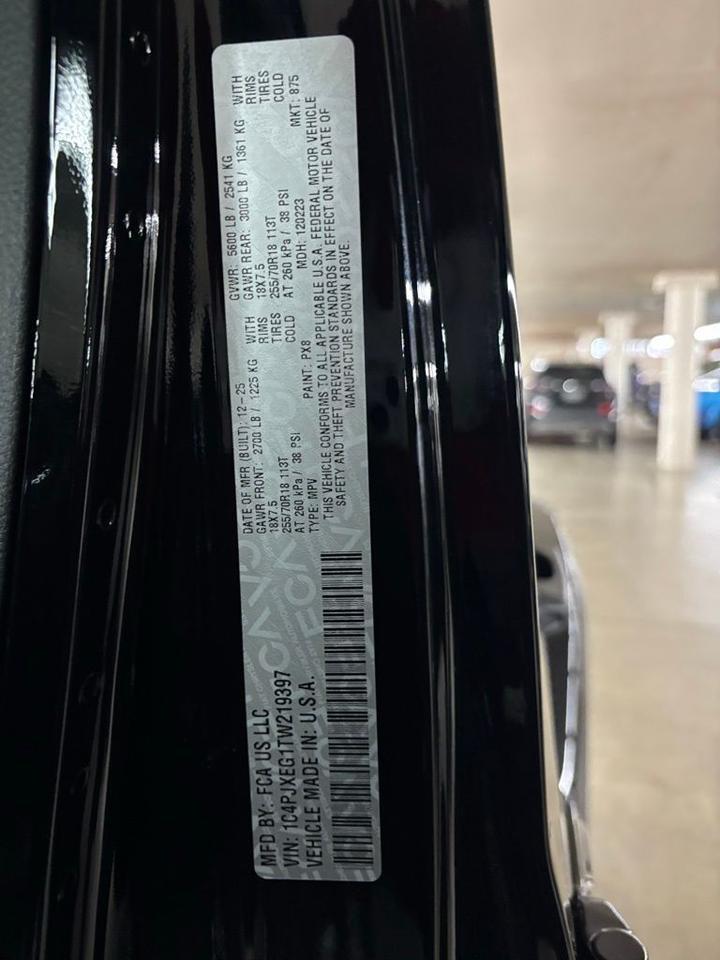 MFD BY: FCA US LLC
VIN: 1C4PJXEG1TW219397
VEHICLE MADE IN: U.S.A.
DATE OF MFR (BUILT): 12-25 GVWR: 5600 LB / 2541 KG
GAWR FRONT: 2700 LB / 1225 KG WITH GAWR REAR: 3000 LB / 1361 KG WITH
18X7.5 RIMS 18X7.5 RIMS
255/70R18 113T TIRES 255/70R18 113T TIRES
AT 260 kPa / 38 PSI COLD AT 260 kPa / 38 PSI COLD
TYPE: MPV PAINT: PX8 MDH: 120223 MKT: 875
THIS VEHICLE CONFORMS TO ALL APPLICABLE U.S.A. FEDERAL MOTOR VEHICLE
SAFETY AND THEFT PREVENTION STANDARDS IN EFFECT ON THE DATE OF
MANUFACTURE SHOWN ABOVE.